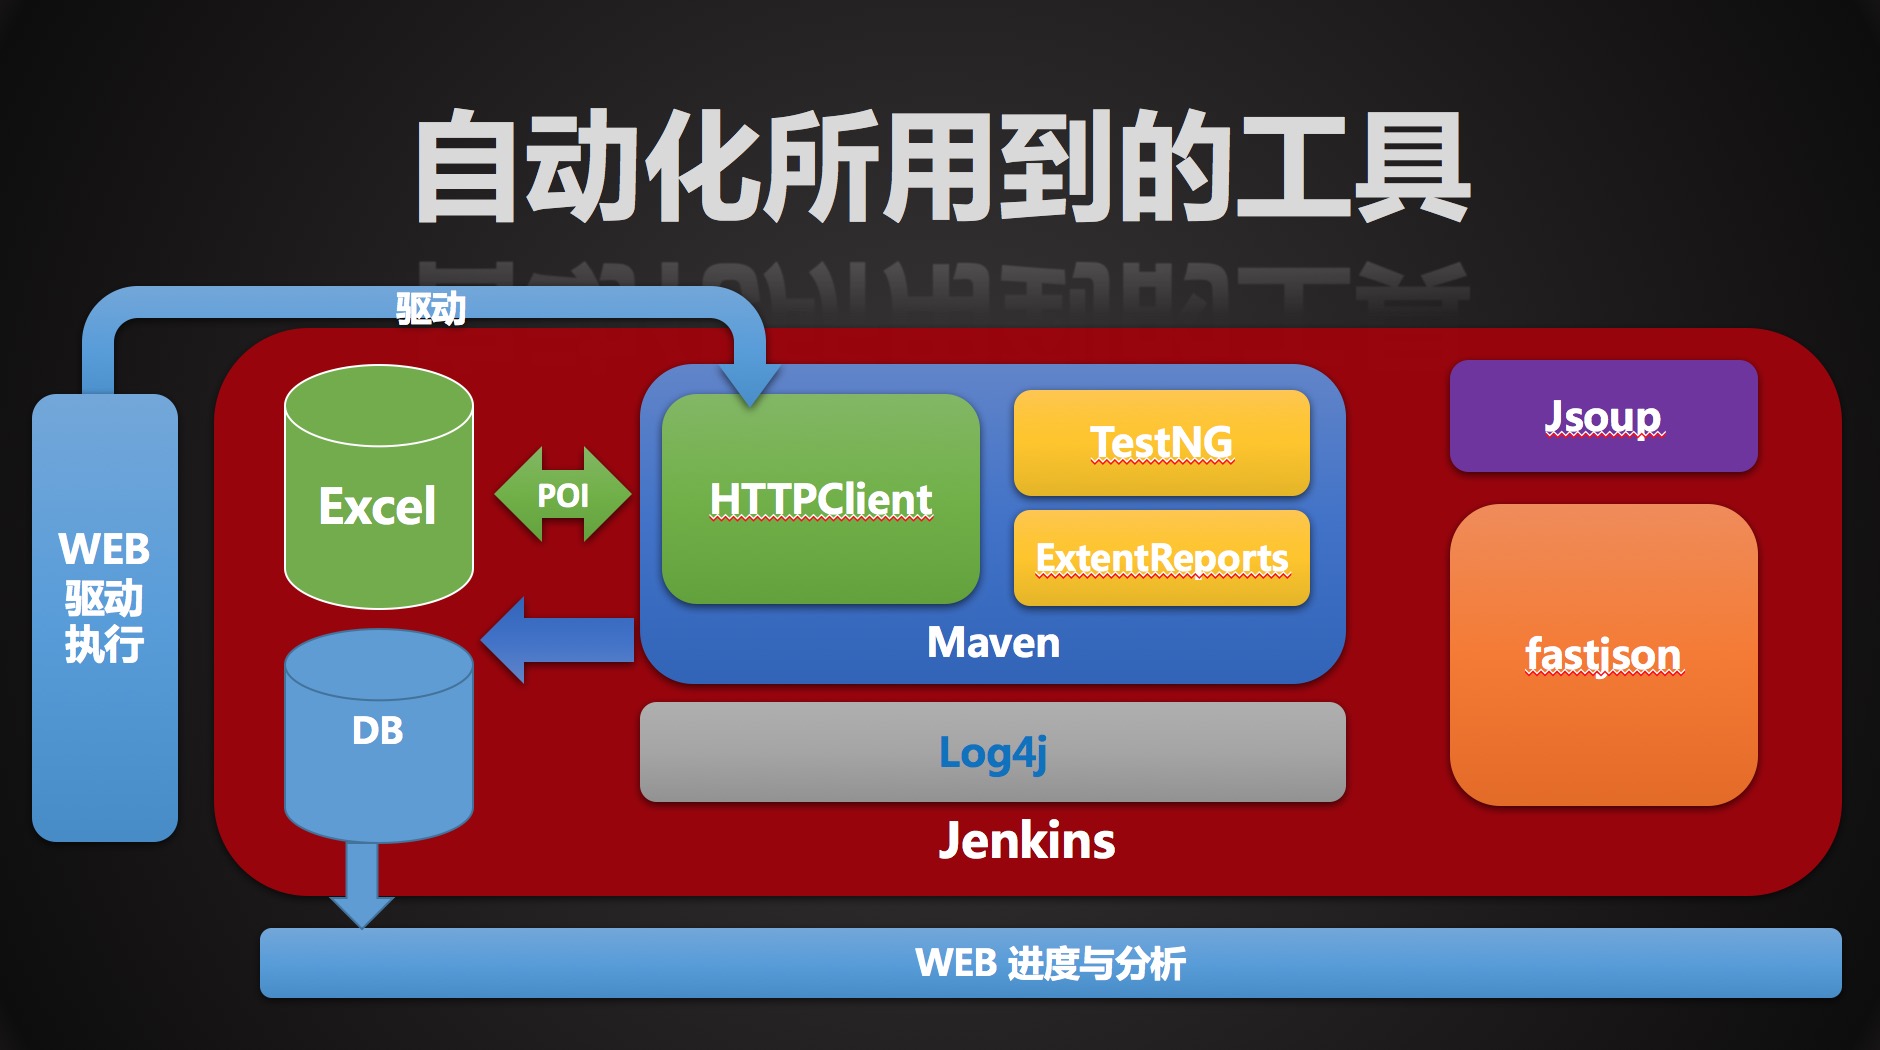 自动化所用到的工具
驱动
WEB
驱动
执行
Excel
POI
HTTPClient
TestNG
ExtentReports
Maven
Jsoup
fastjson
DB
Log4j
Jenkins
WEB 进度与分析